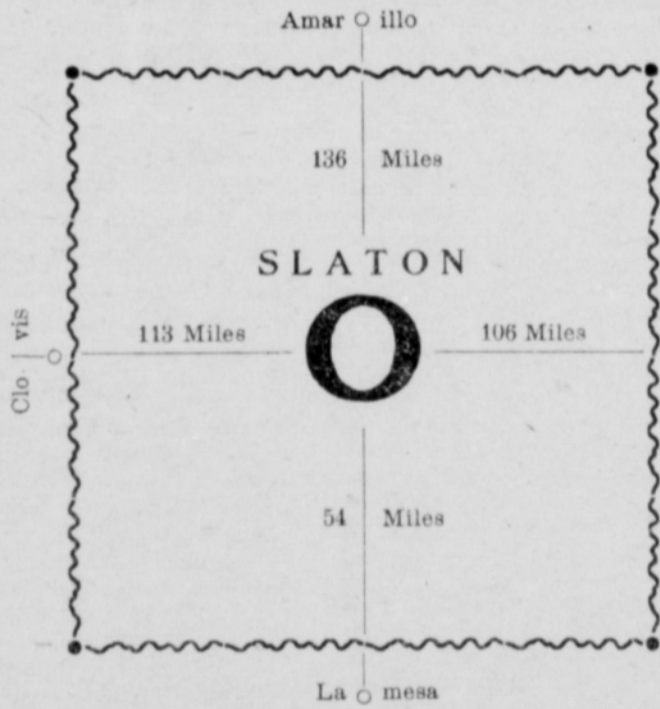 Amar illo
136 Miles
SLATON
O
Clo vis
113 Miles
106 Miles
54 Miles
La mesa